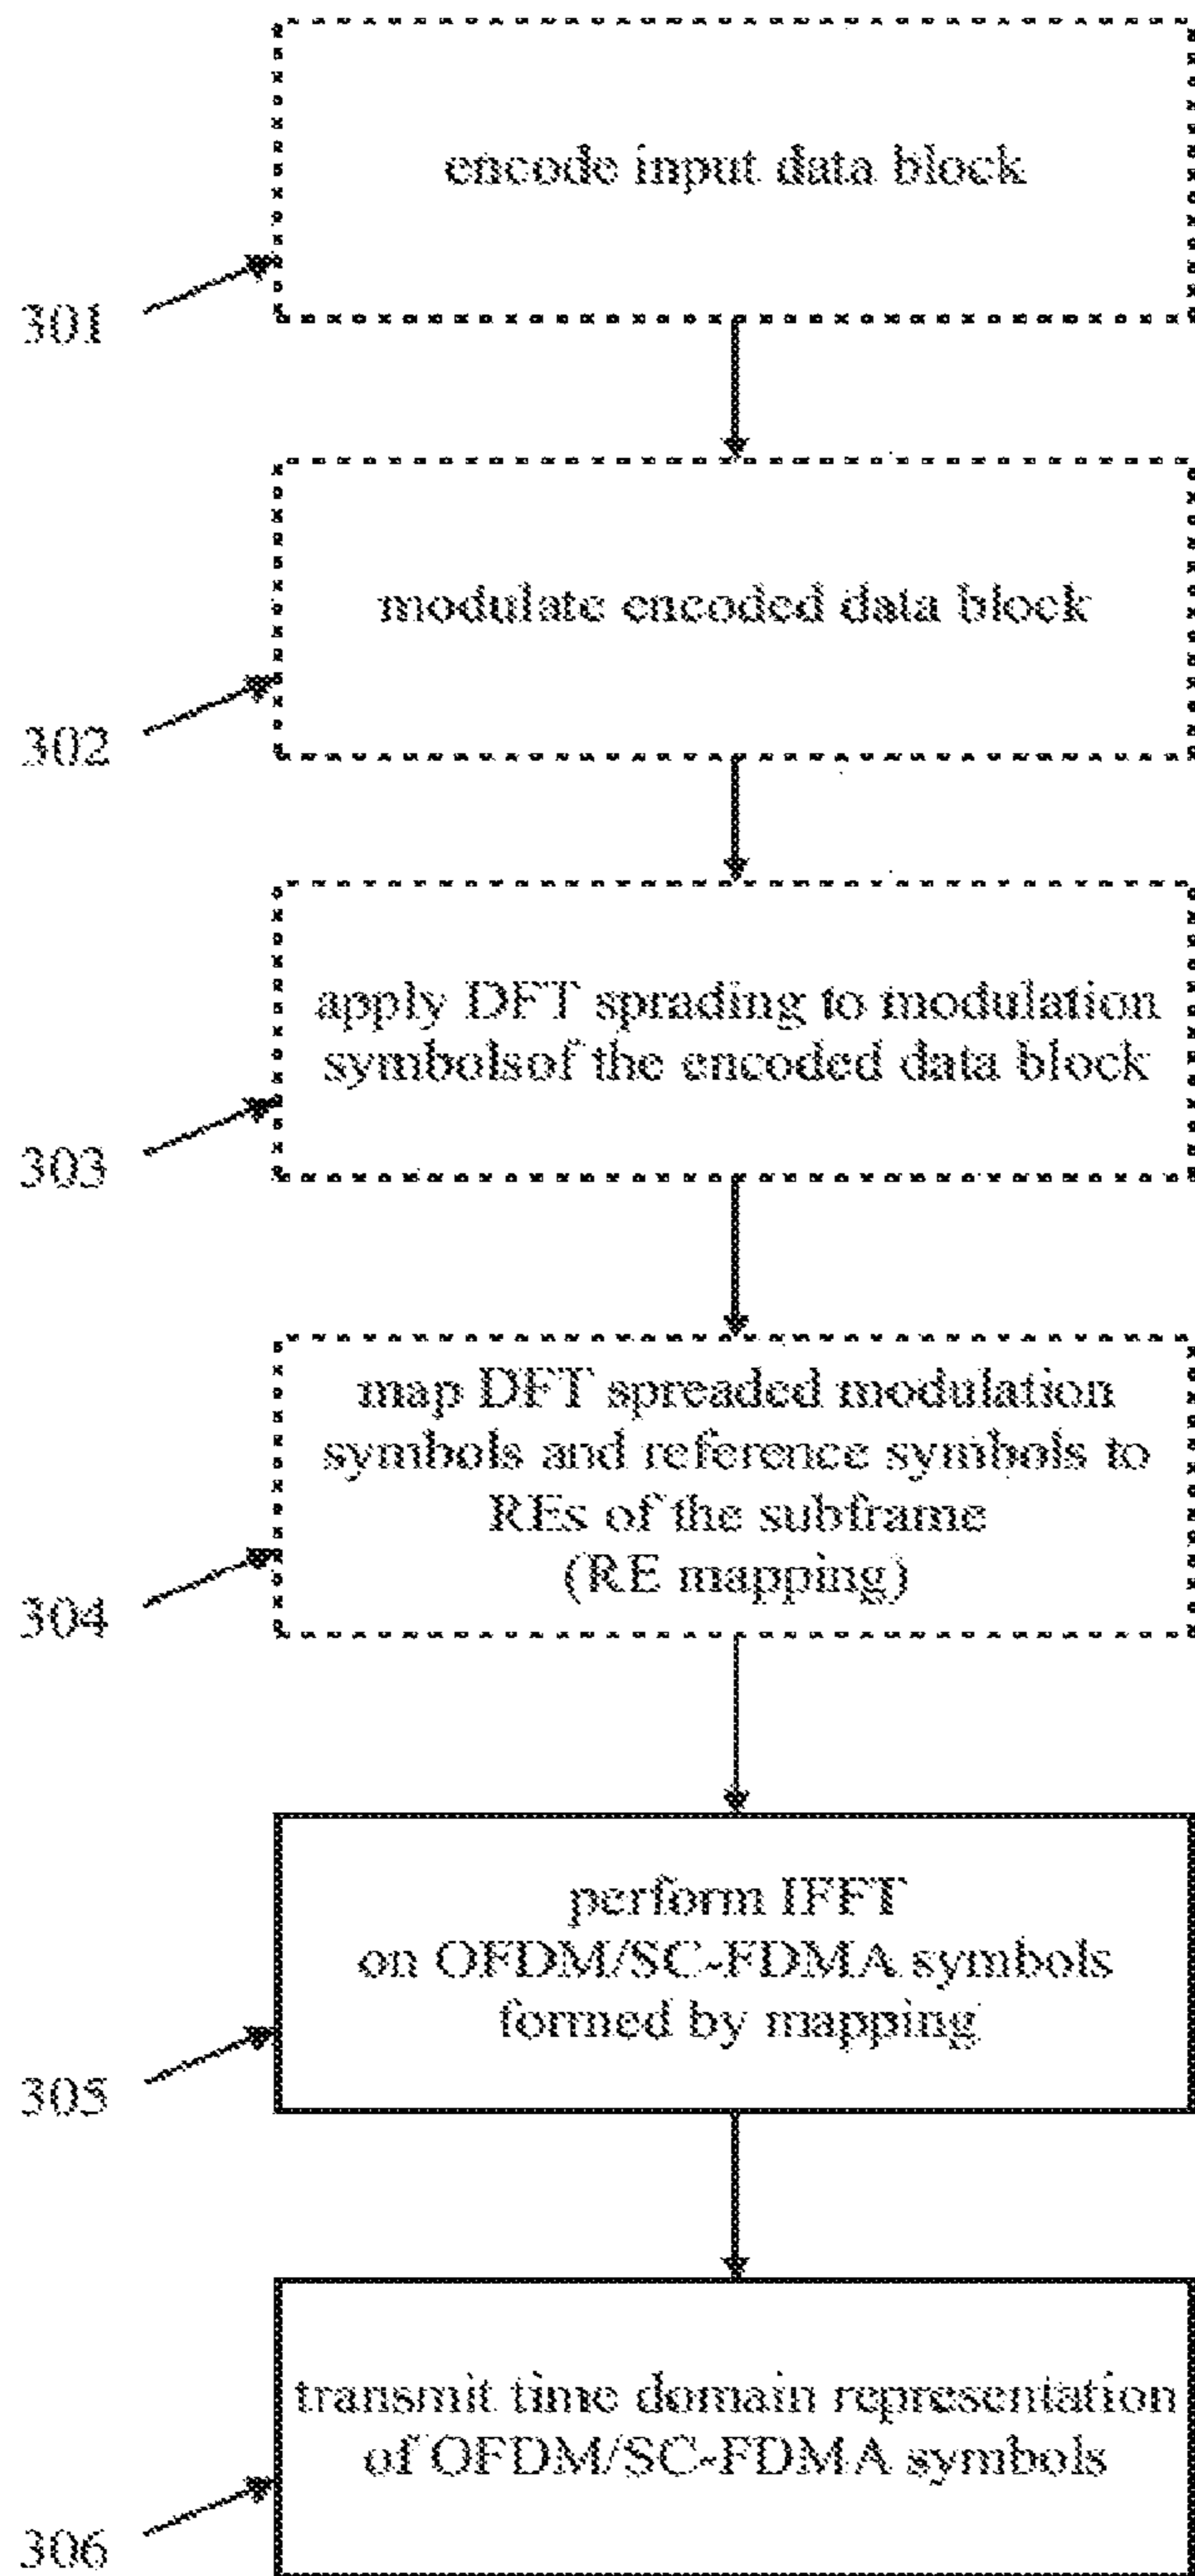 encode input data block
301
modulate encoded data block
302
apply DFT sprading to modulation
symbolsof the encoded data block
303
map DFT spreaded modulation
symbols and reference symbols to
REs of the subframe
(RE mapping)
304
perform IFFT
on OFDM/SC-FDMA symbols
formed by mapping
305
transmit time domain representation
of OFDM/SC-FDMA symbols
306